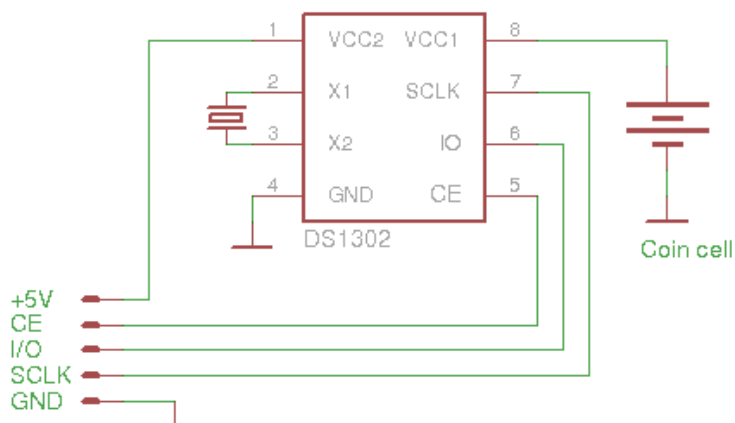 1 VCC2 VCC1 8
2 X1 SCLK 7
3 X2 IO 6
4 GND CE 5
DS1302
Coin cell
+5V
CE
I/O
SCLK
GND